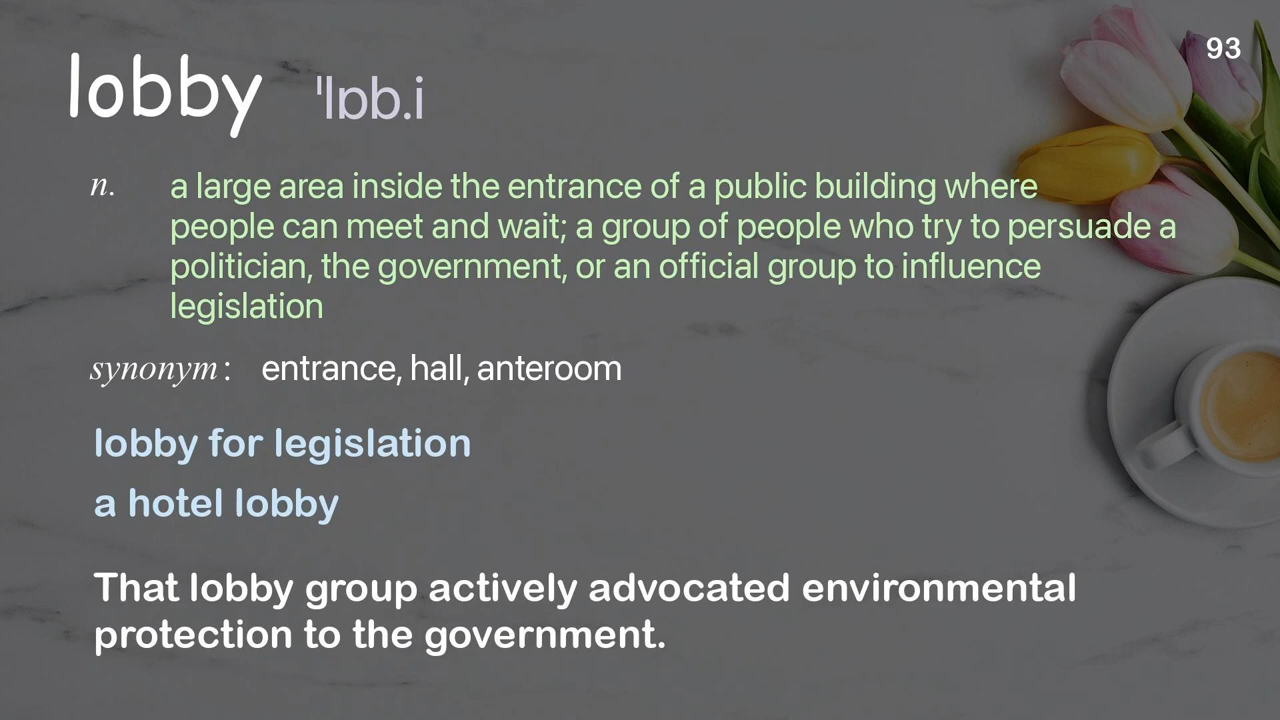 93
lobby ˈlɒb.i
n. a large area inside the entrance of a public building where
people can meet and wait; a group of people who try to persuade a
politician, the government, or an official group to influence
legislation
synonym: entrance, hall, anteroom
lobby for legislation
a hotel lobby
That lobby group actively advocated environmental
protection to the government.